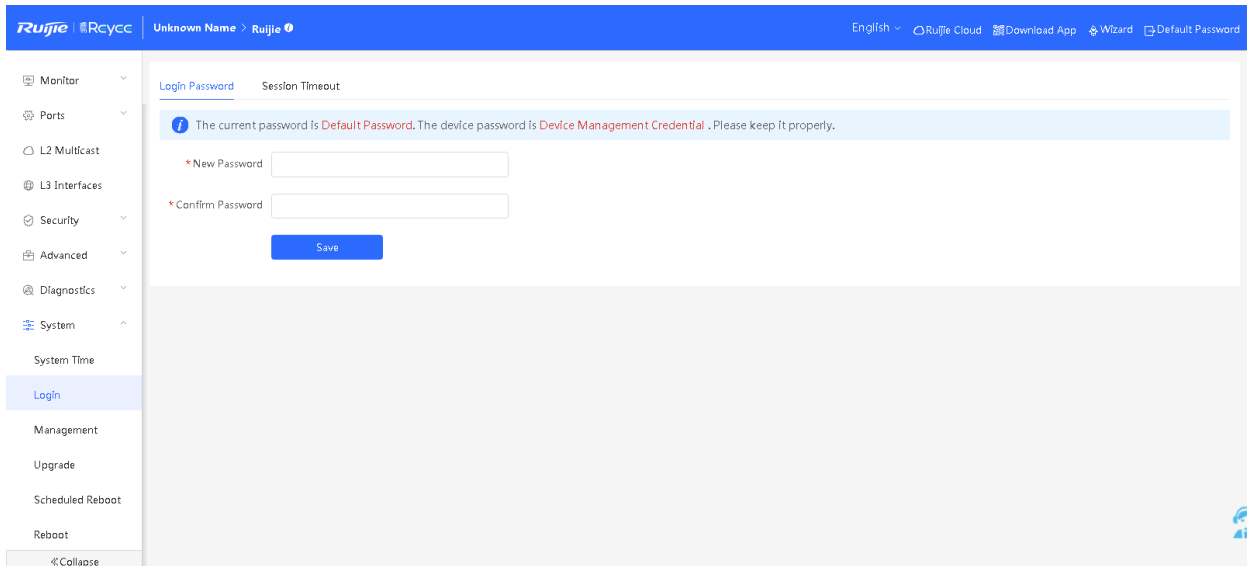 Ruijie Rcycc Unknown Name > Ruijie
English Ruijie Cloud Download App Wizard Default Password
Monitor
Ports
L2 Multicast
L3 Interfaces
Security
Advanced
Diagnostics
System
System Time
Login
Management
Upgrade
Scheduled Reboot
Reboot
≪Collapse
Login Password Session Timeout
The current password is Default Password. The device password is Device Management Credential . Please keep it properly.
* New Password
* Confirm Password
Save